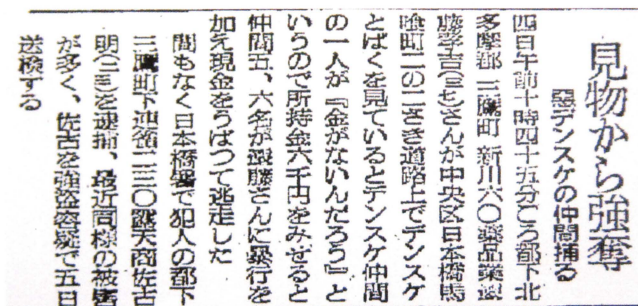 見物から強奪
惡デンスケの仲間捕る
四日午前十時四十五分ごろ都下北
多摩郡三鷹町新川六〇薬品業
藤孝吉(三七)さんが中央区日本橋馬
喰町二の二さき道路上でデンスケ
とばくを見ているとデンスケ仲間
の一人が『金がないんだろう』と
いうので所持金六千円をみせると
仲間五、六名が藤さんに暴行を
加え現金をうばつて逃走した
間もなく日本橋署で犯人の都下
三鷹町下連雀二三〇露天商佐古
明を逮捕、最近同様の被害
が多く、佐古を強盗容疑で五日
送検する